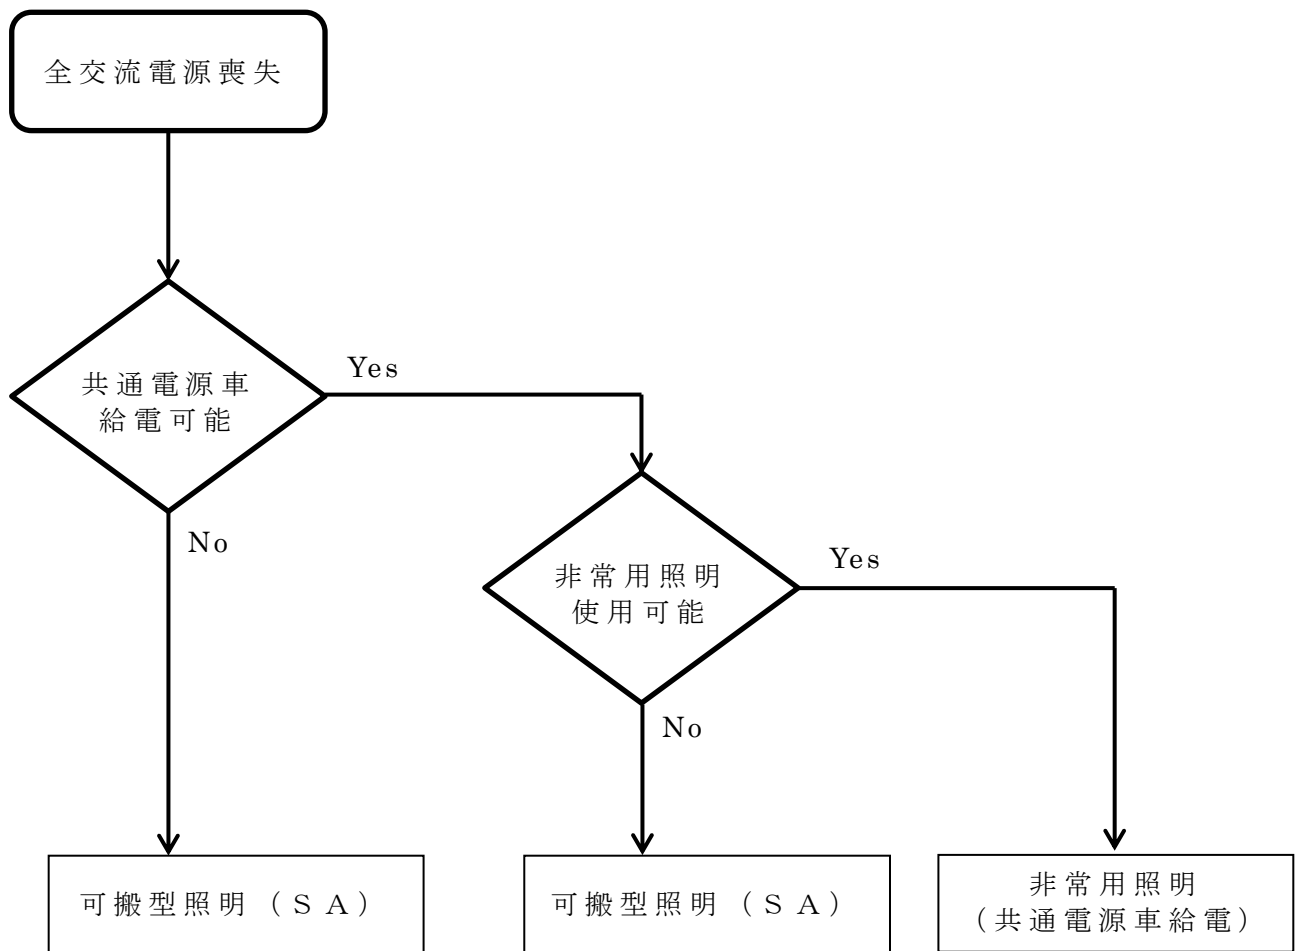 全交流電源喪失
共通電源車
給電可能
Yes
No
非常用照明
使用可能
Yes
No
可搬型照明（ＳＡ）
可搬型照明（ＳＡ）
非常用照明
（共通電源車給電）